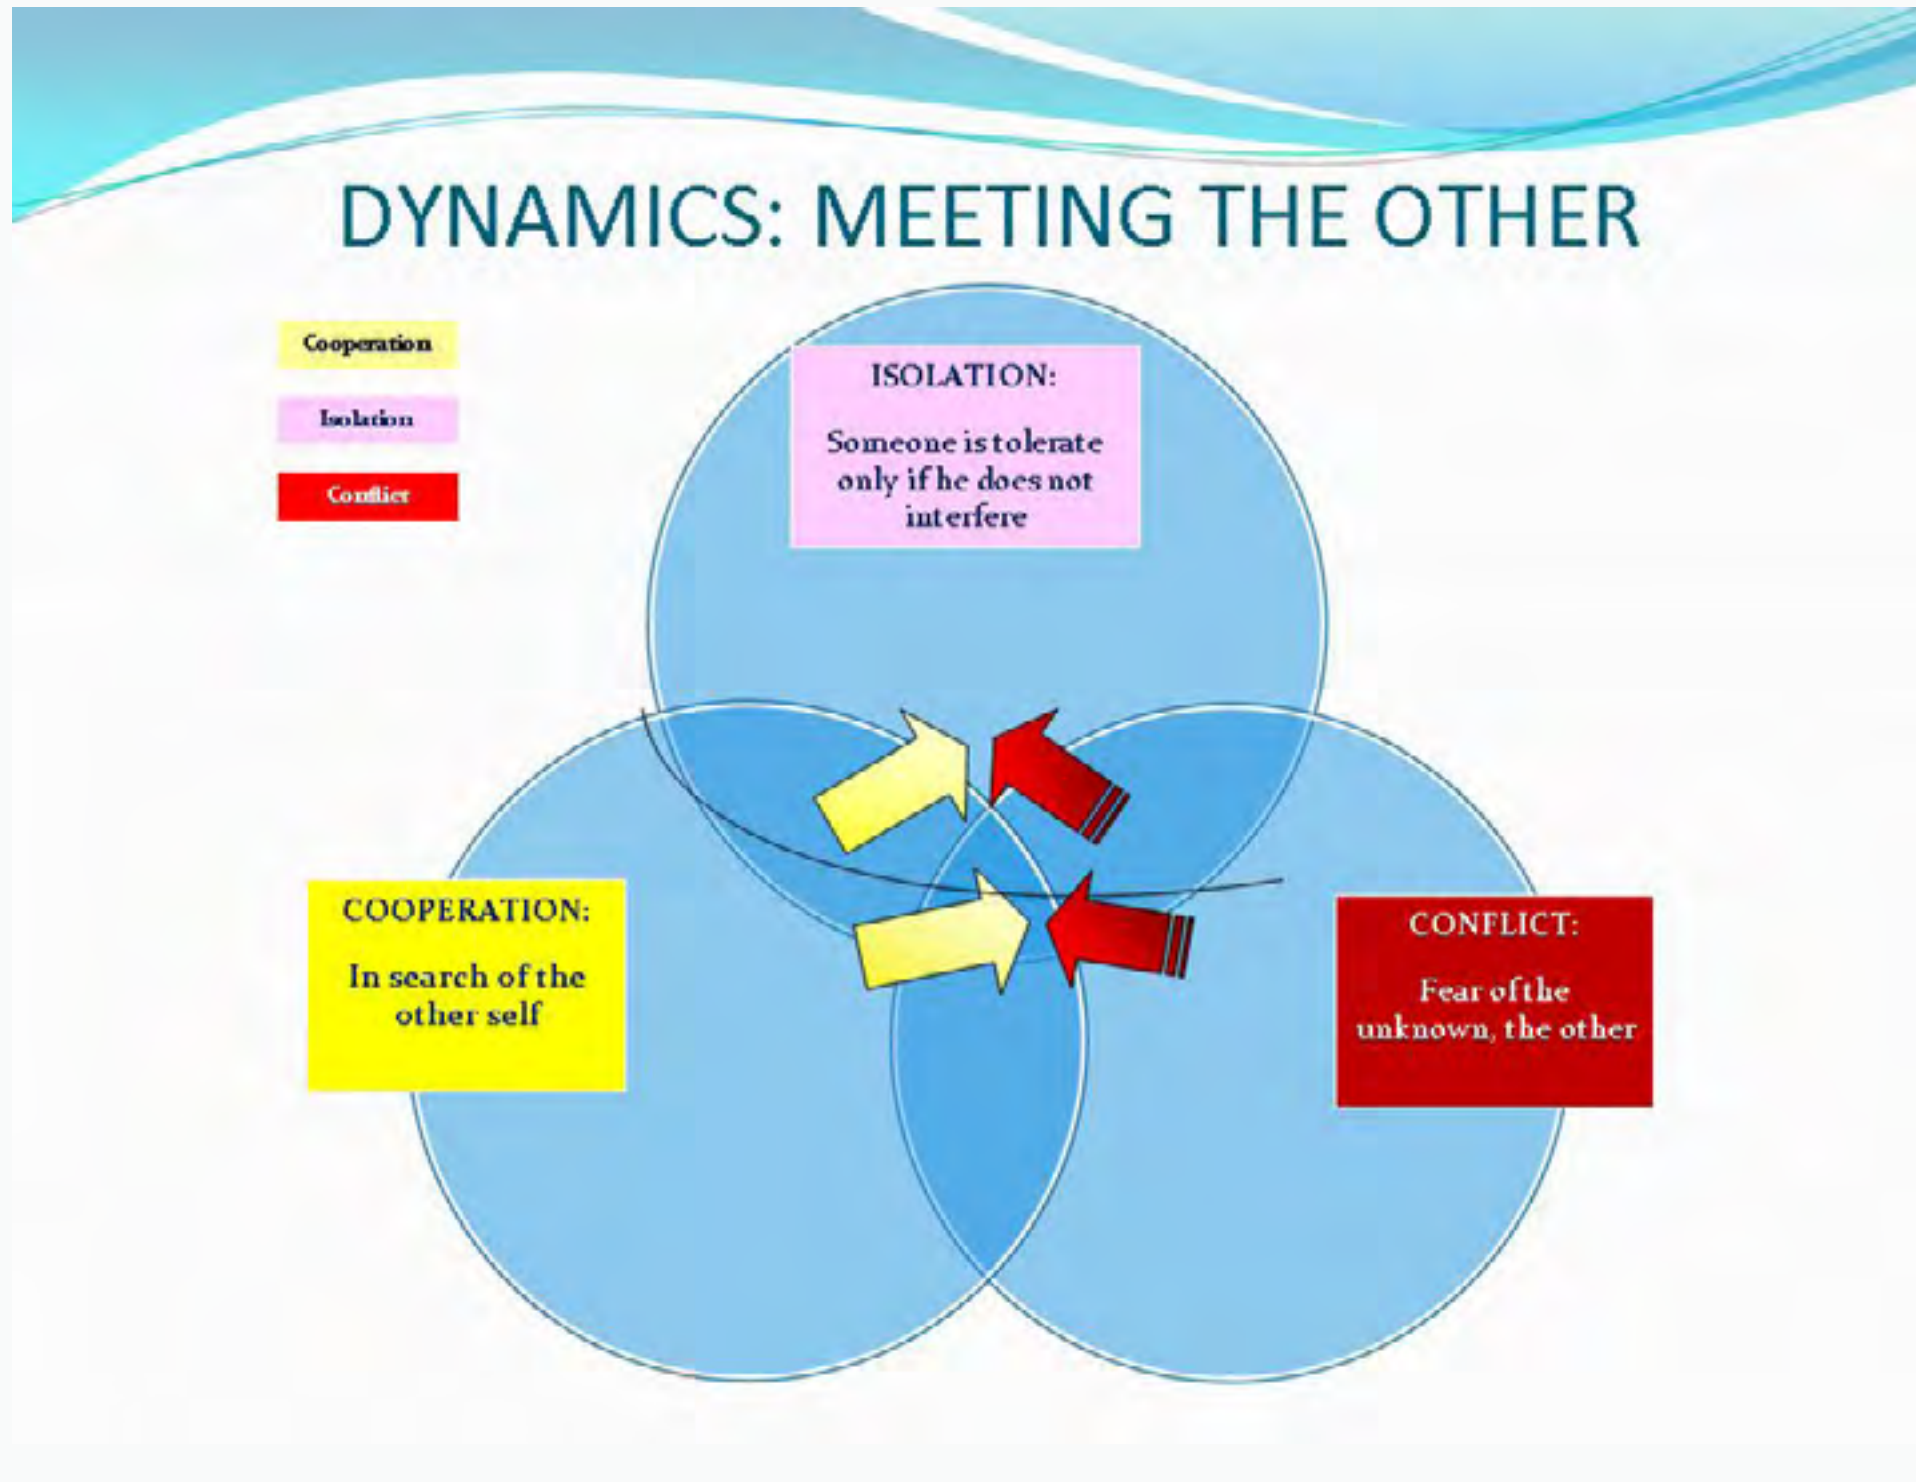 DYNAMICS: MEETING THE OTHER
Cooperation
Isolation
Conflict
ISOLATION:
Someone is tolerate
only if he does not
interfere
COOPERATION:
In search of the
other self
CONFLICT:
Fear of the
unknown, the other